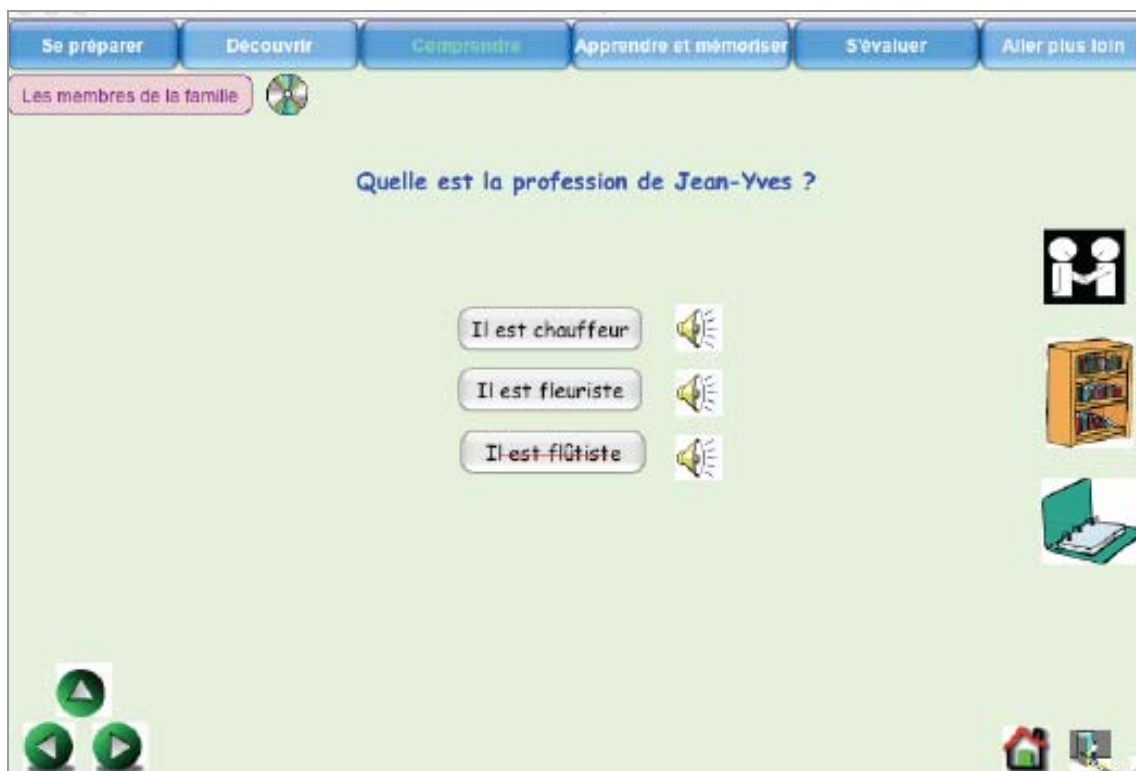 Se préparer
Découvrir
Comprendre
Apprendre et mémoriser
S'évaluer
Aller plus loin
Les membres de la famille
Quelle est la profession de Jean-Yves ?
Il est chauffeur
Il est fleuriste
Il est flûtiste